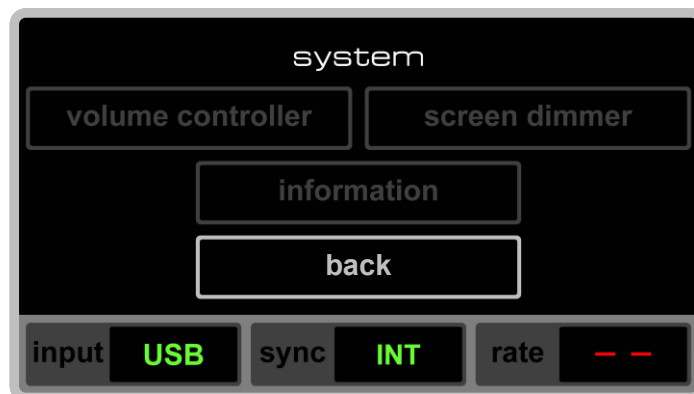 system
volume controller screen dimmer
information
back
input USB sync INT rate – –